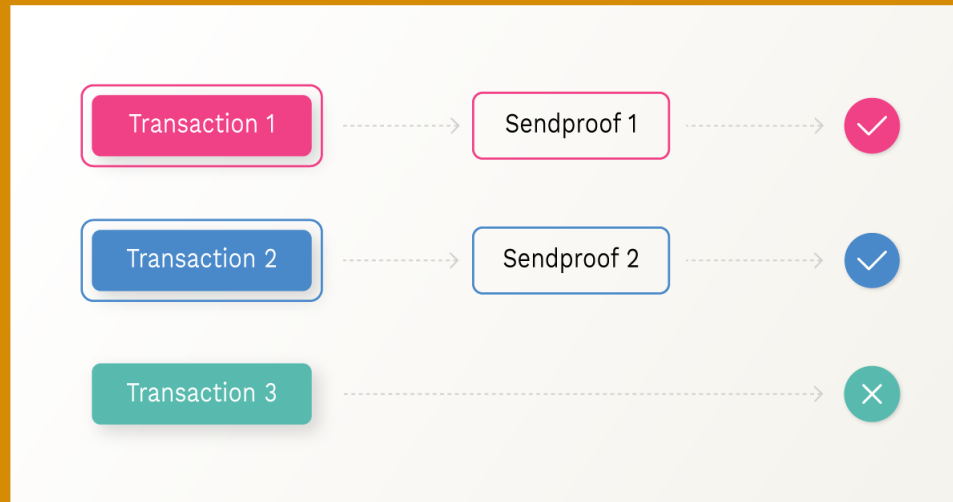 Transaction 1
Sendproof 1
Transaction 2
Sendproof 2
Transaction 3